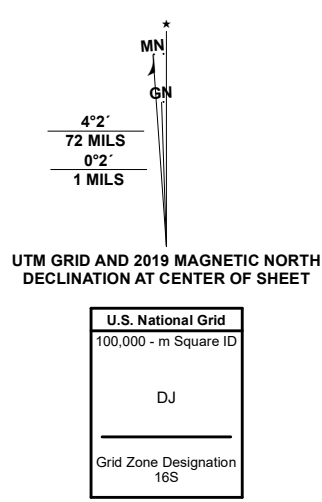 MN
GN
4°2´
72 MILS
0°2´
1 MILS
UTM GRID AND 2019 MAGNETIC NORTH
DECLINATION AT CENTER OF SHEET
U.S. National Grid
100,000 - m Square ID
DJ
Grid Zone Designation
16S